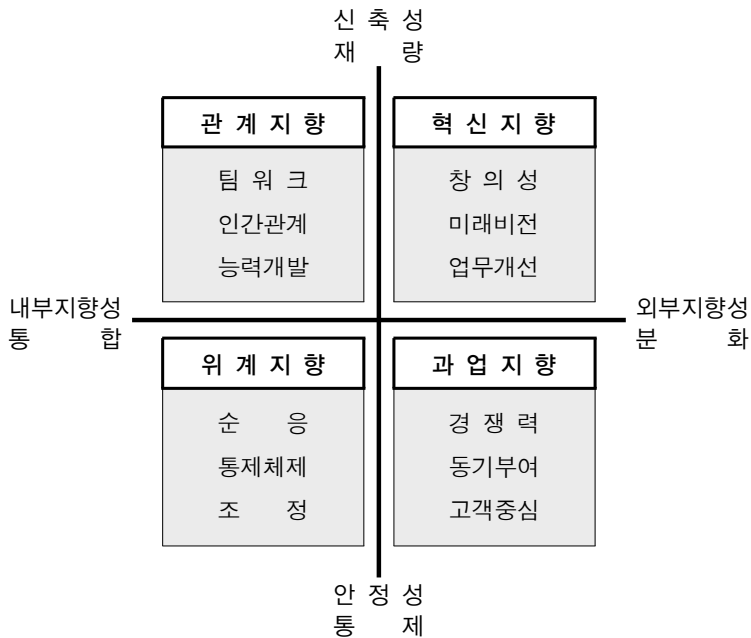 신 축 성
재 량
관 계 지 향
팀 워 크
인간관계
능력개발
혁 신 지 향
창 의 성
미래비전
업무개선
내부지향성
통 합
외부지향성
분 화
위 계 지 향
순 응
통제체제
조 정
과 업 지 향
경 쟁 력
동기부여
고객중심
안 정 성
통 제